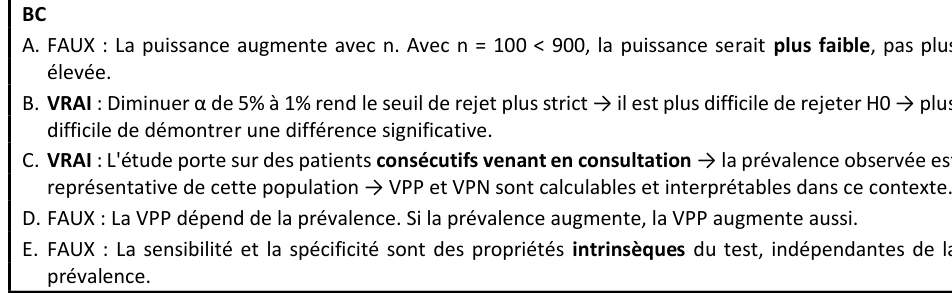 BC
A. FAUX : La puissance augmente avec n. Avec n = 100 < 900, la puissance serait plus faible, pas plus
élevée.
B. VRAI : Diminuer α de 5% à 1% rend le seuil de rejet plus strict → il est plus difficile de rejeter H0 → plus
difficile de démontrer une différence significative.
C. VRAI : L'étude porte sur des patients consécutifs venant en consultation → la prévalence observée est
représentative de cette population → VPP et VPN sont calculables et interprétables dans ce contexte.
D. FAUX : La VPP dépend de la prévalence. Si la prévalence augmente, la VPP augmente aussi.
E. FAUX : La sensibilité et la spécificité sont des propriétés intrinsèques du test, indépendantes de la
prévalence.